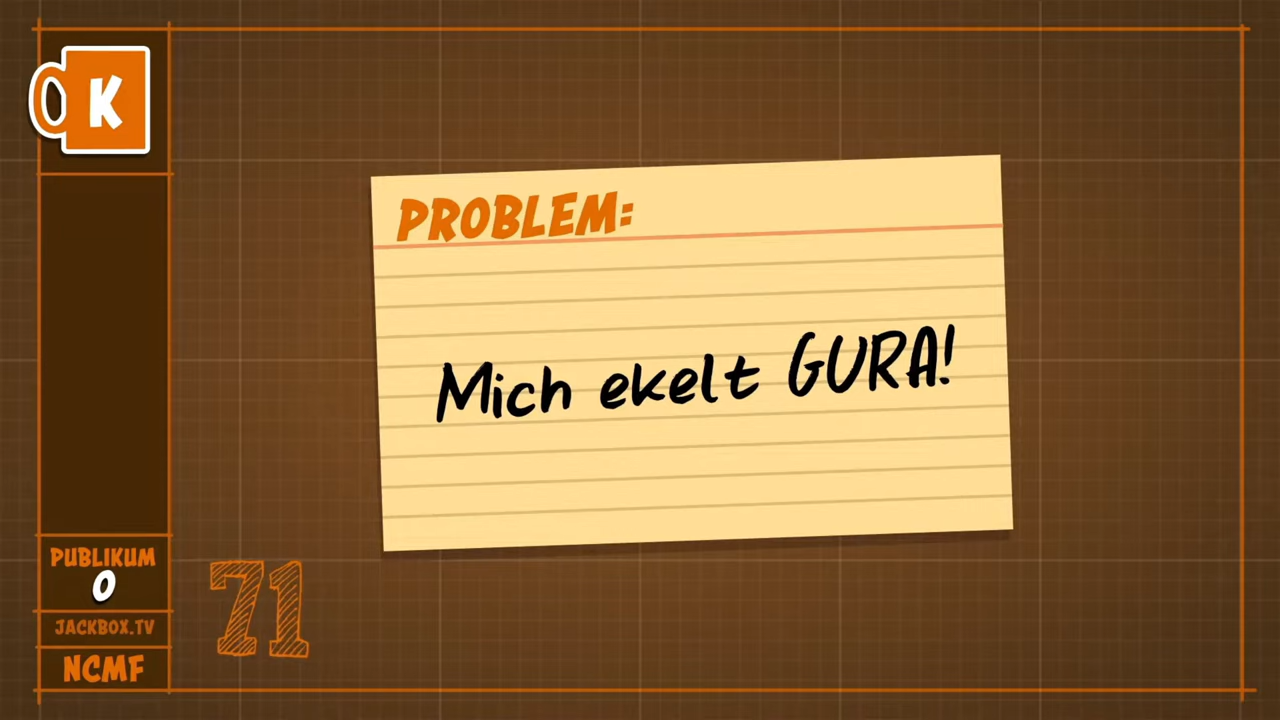 K
PROBLEM:
Mich ekelt GURA!
PUBLIKUM
0
JACKBOX.TV
NCMF
71